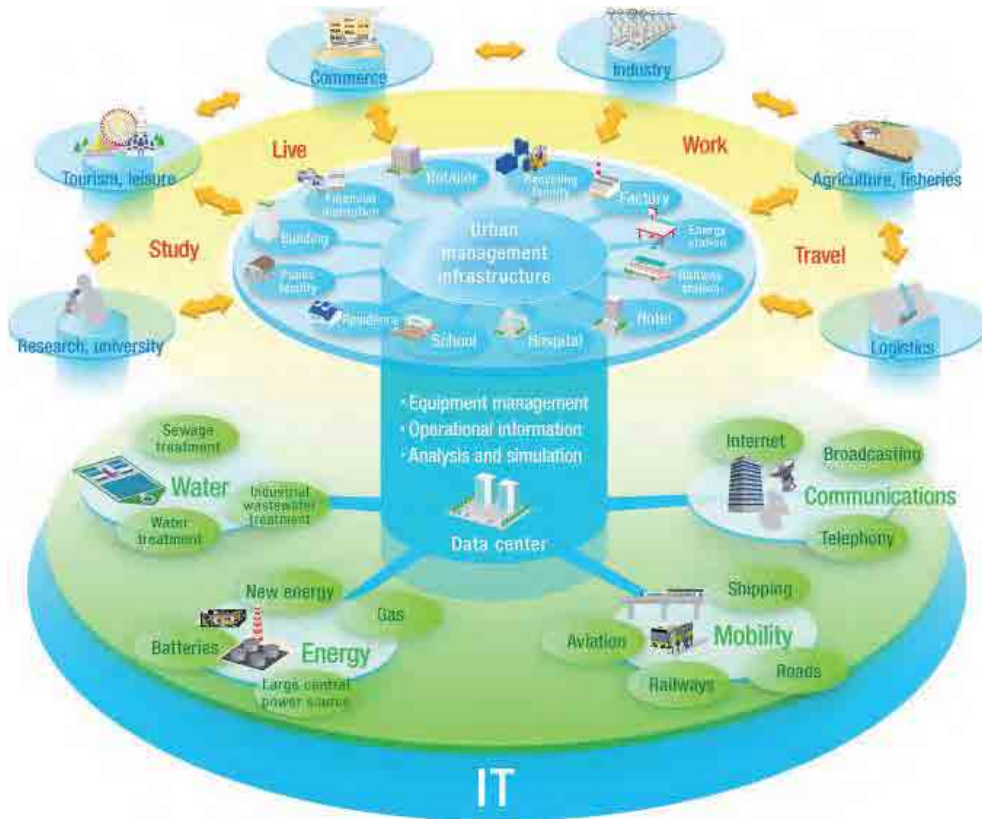 Commerce
Industry
Tourism, leisure
Live
Work
Agriculture, fisheries
Study
Travel
Research, university
Logistics
Retailer
Recycling
facility
Financial
institution
Factory
Building
Urban
management
infrastructure
Energy
station
Public
facility
Railway
station
Residence
School
Hospital
Hotel
• Equipment management
• Operational information
• Analysis and simulation
Data center
Sewage
treatment
Water
Industrial
wastewater
treatment
Water
treatment
Internet
Broadcasting
Communications
Telephony
New energy
Gas
Batteries
Energy
Large central
power source
Shipping
Aviation
Mobility
Railways
Roads
IT